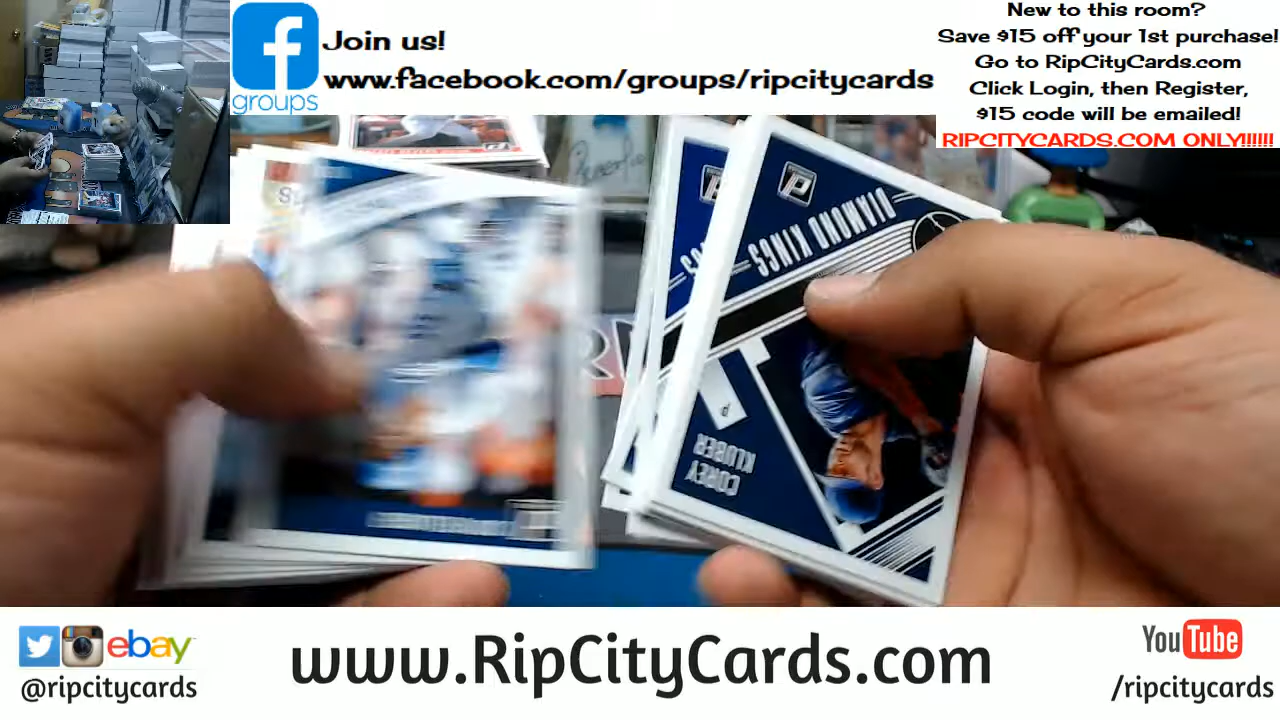 groups
Join us!
www.facebook.com/groups/ripcitycards
New to this room?
Save $15 off your 1st purchase!
Go to RipCityCards.com
Click Login, then Register,
$15 code will be emailed!
RIPCITYCARDS.COM ONLY!!!!!!
DIAMOND KINGS
P
COREY
KLUBER
ebay
@ripcitycards
www.RipCityCards.com
YouTube
/ripcitycards